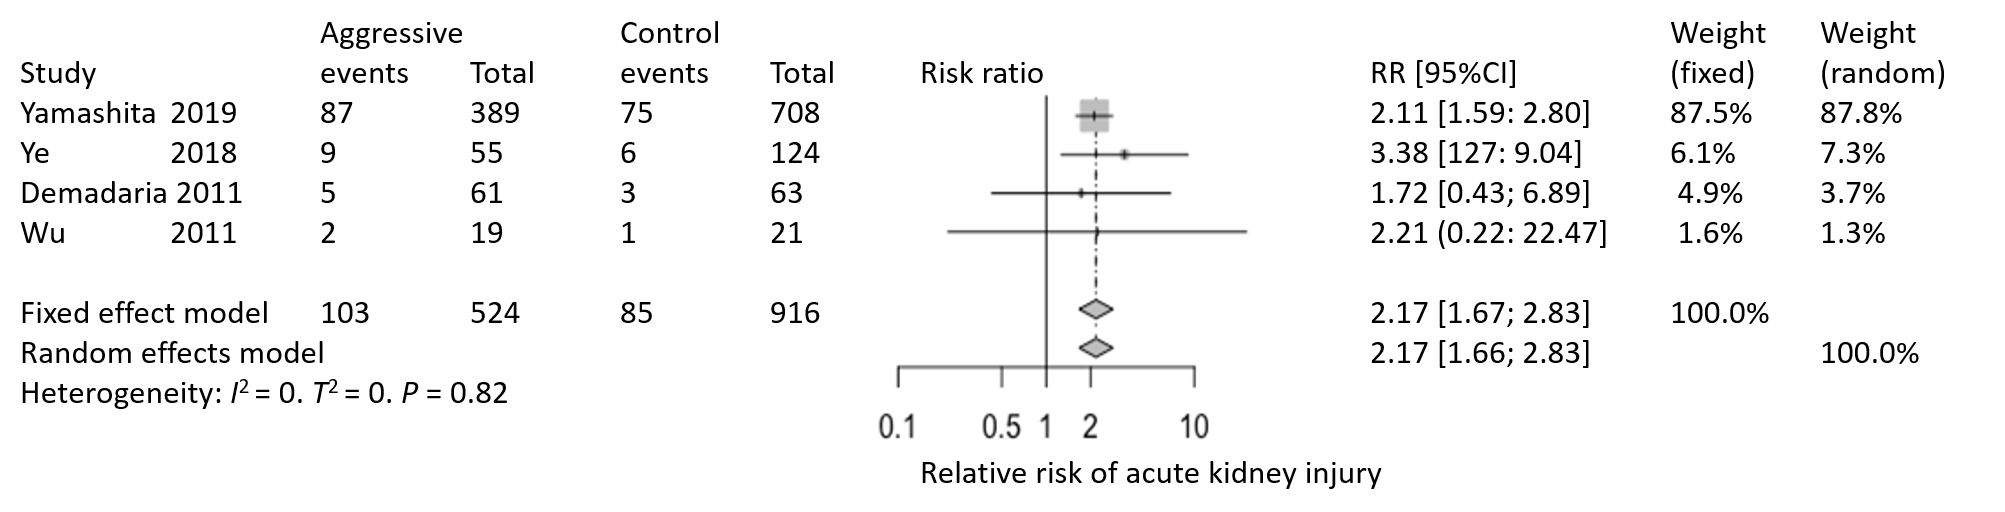 Aggressive Control Weight Weight
Study events Total events Total Risk ratio RR [95%CI] (fixed) (random)
Yamashita 2019 87 389 75 708 2.11 [1.59: 2.80] 87.5% 87.8%
Ye 2018 9 55 6 124 3.38 [127: 9.04] 6.1% 7.3%
Demadaria 2011 5 61 3 63 1.72 [0.43; 6.89] 4.9% 3.7%
Wu 2011 2 19 1 21 2.21 (0.22: 22.47] 1.6% 1.3%
Fixed effect model 103 524 85 916 2.17 [1.67; 2.83] 100.0%
Random effects model 2.17 [1.66; 2.83] 100.0%
Heterogeneity: I² = 0. T² = 0. P = 0.82
0.1 0.5 1 2 10
Relative risk of acute kidney injury